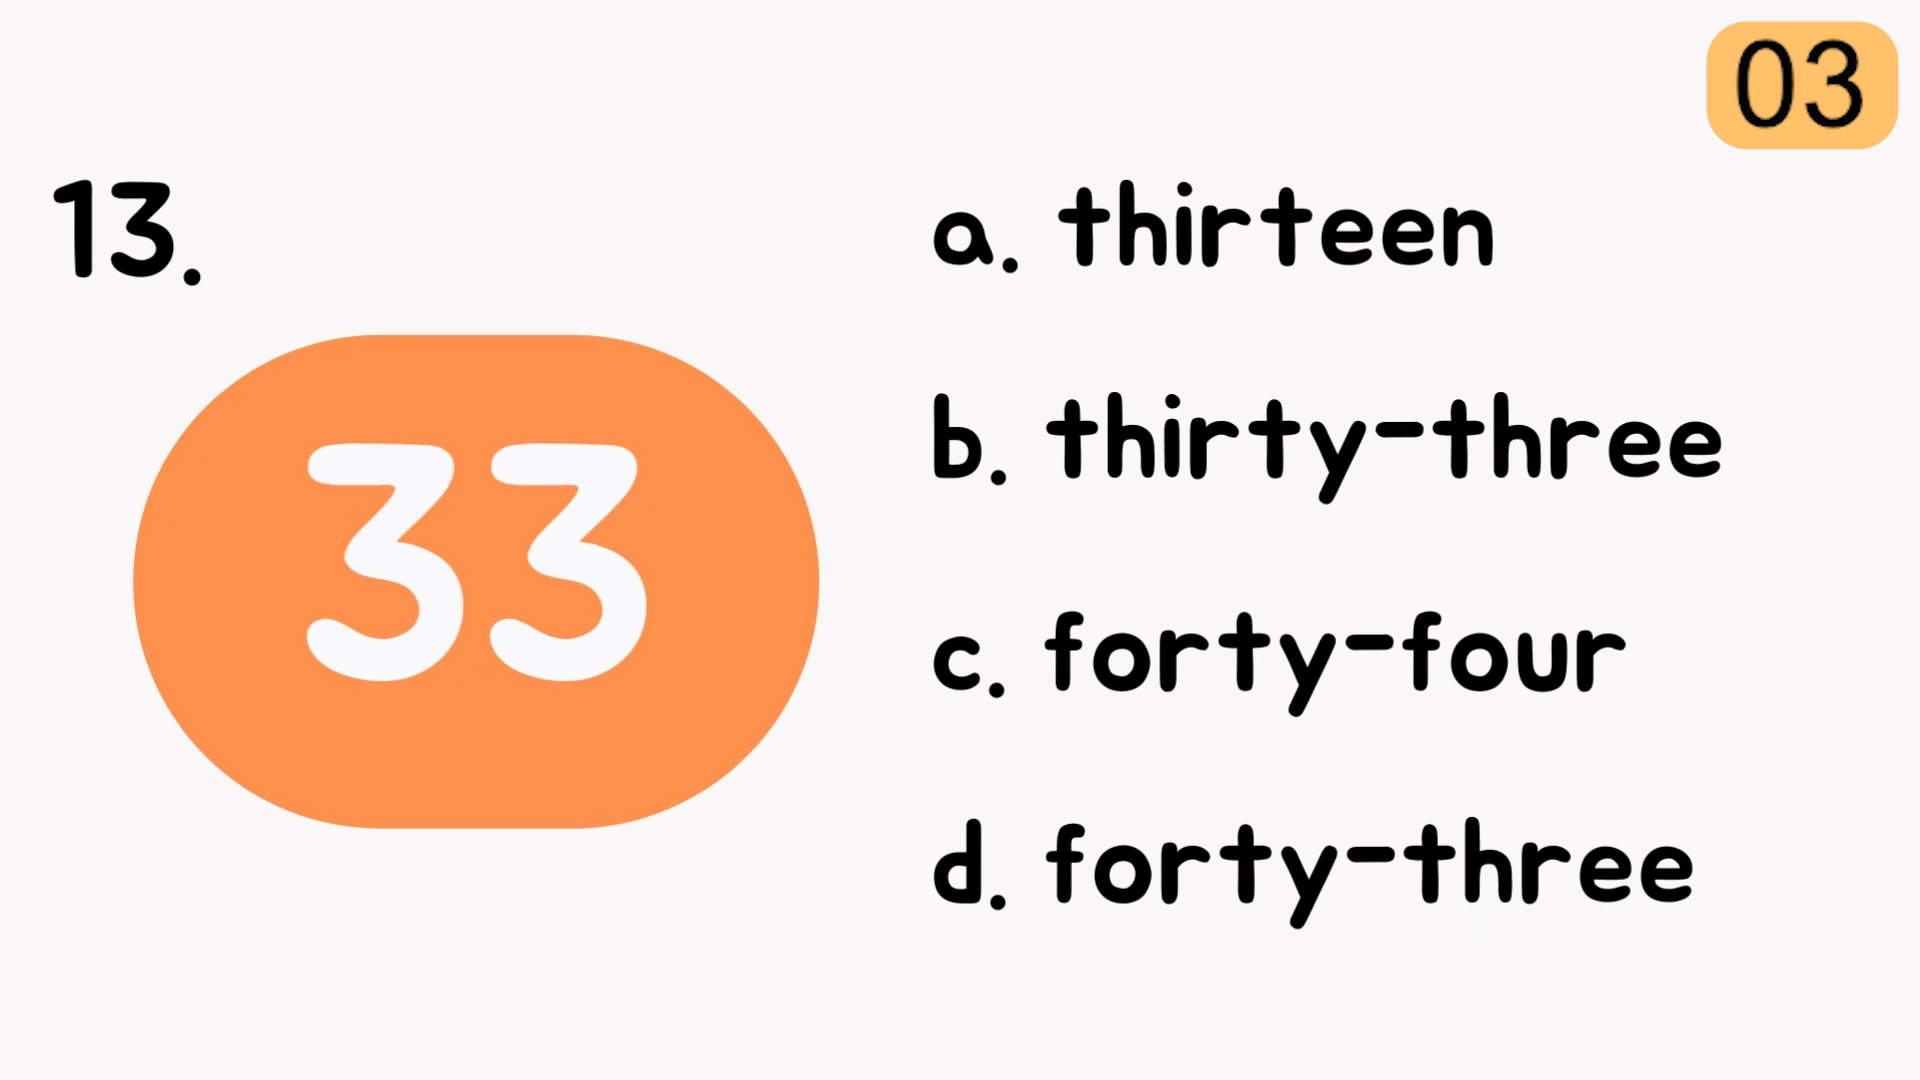 03
13.
33
a. thirteen
b. thirty-three
c. forty-four
d. forty-three